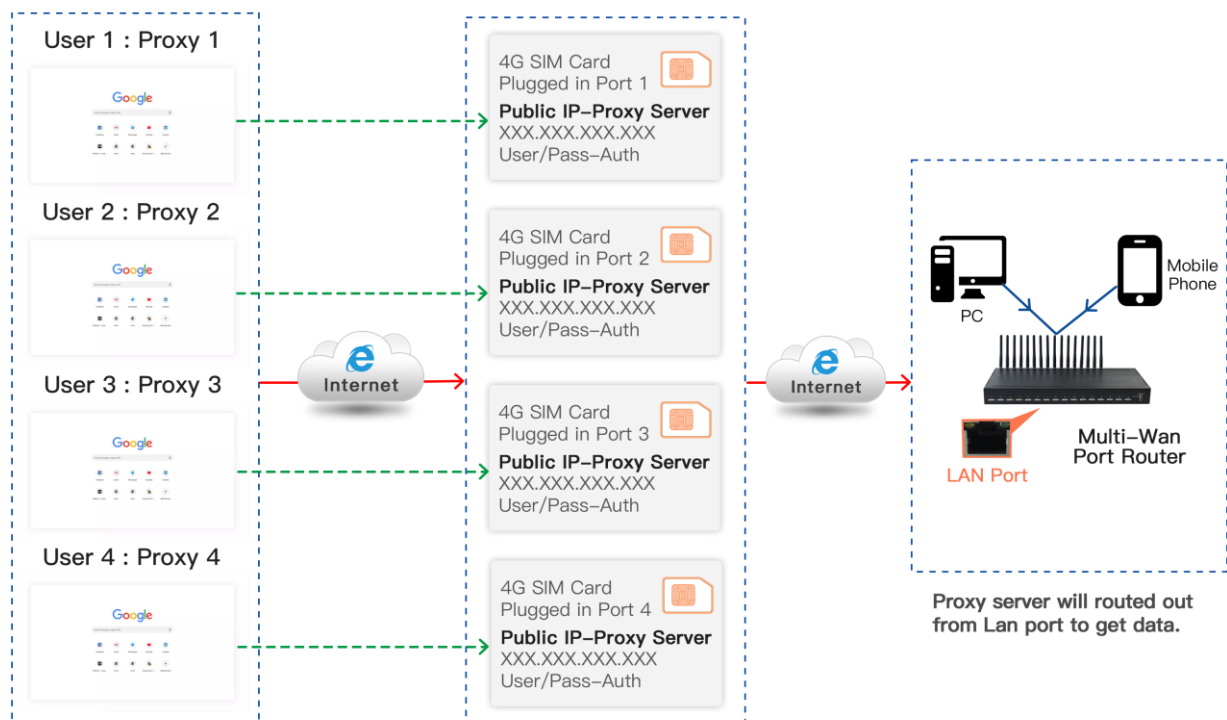 User 1 : Proxy 1
Google
4G SIM Card
Plugged in Port 1
Public IP-Proxy Server
XXX.XXX.XXX.XXX
User/Pass-Auth
User 2 : Proxy 2
Google
4G SIM Card
Plugged in Port 2
Public IP-Proxy Server
XXX.XXX.XXX.XXX
User/Pass-Auth
Internet
User 3 : Proxy 3
Google
4G SIM Card
Plugged in Port 3
Public IP-Proxy Server
XXX.XXX.XXX.XXX
User/Pass-Auth
User 4 : Proxy 4
Google
4G SIM Card
Plugged in Port 4
Public IP-Proxy Server
XXX.XXX.XXX.XXX
User/Pass-Auth
Internet
PC
Mobile
Phone
LAN Port
Multi-Wan
Port Router
Proxy server will routed out
from Lan port to get data.